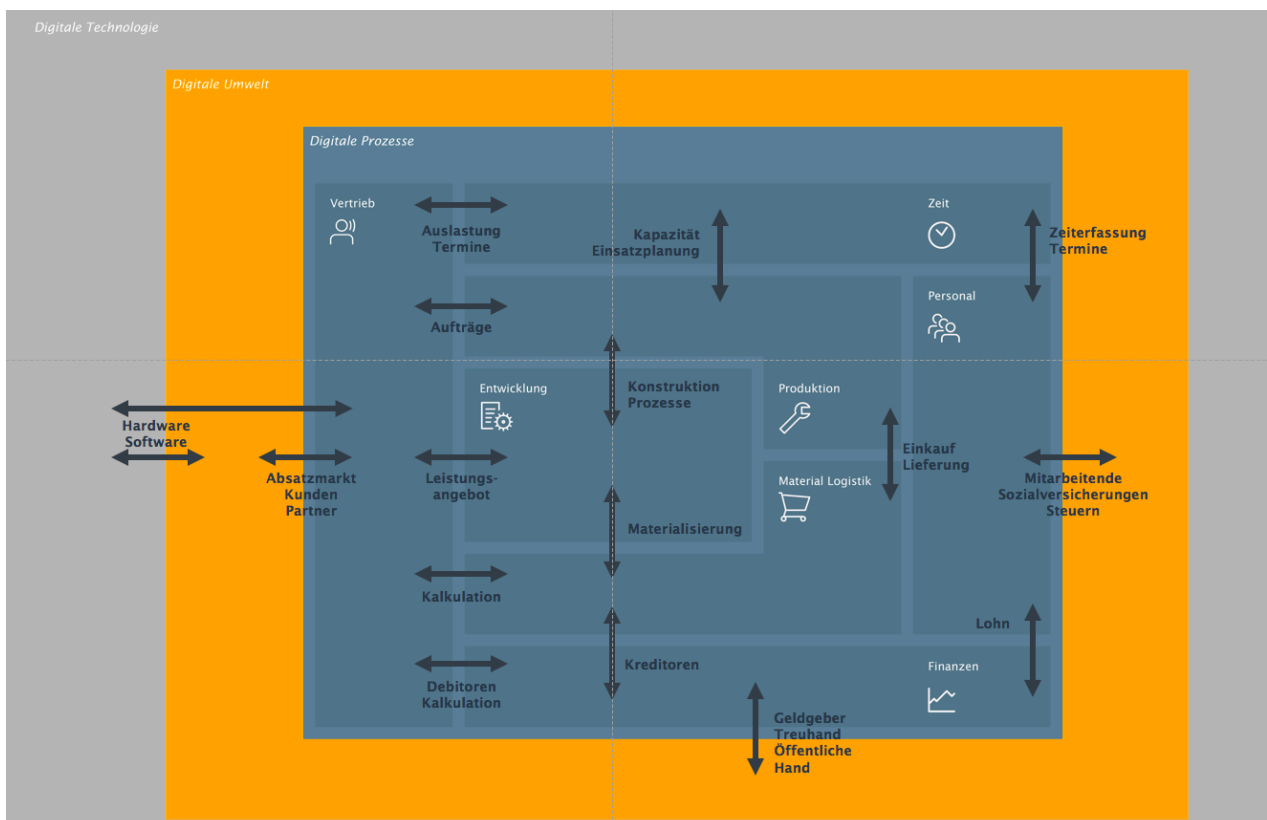 Digitale Technologie
Digitale Umwelt
Digitale Prozesse
Vertrieb
Auslastung
Termine
Kapazität
Einsatzplanung
Zeit
Zeiterfassung
Termine
Aufträge
Personal
Entwicklung
Konstruktion
Prozesse
Produktion
Hardware
Software
Absatzmarkt
Kunden
Partner
Leistungs-
angebot
Einkauf
Lieferung
Material Logistik
Mitarbeitende
Sozialversicherungen
Steuern
Materialisierung
Kalkulation
Lohn
Kreditoren
Finanzen
Debitoren
Kalkulation
Geldgeber
Treuhand
Öffentliche
Hand